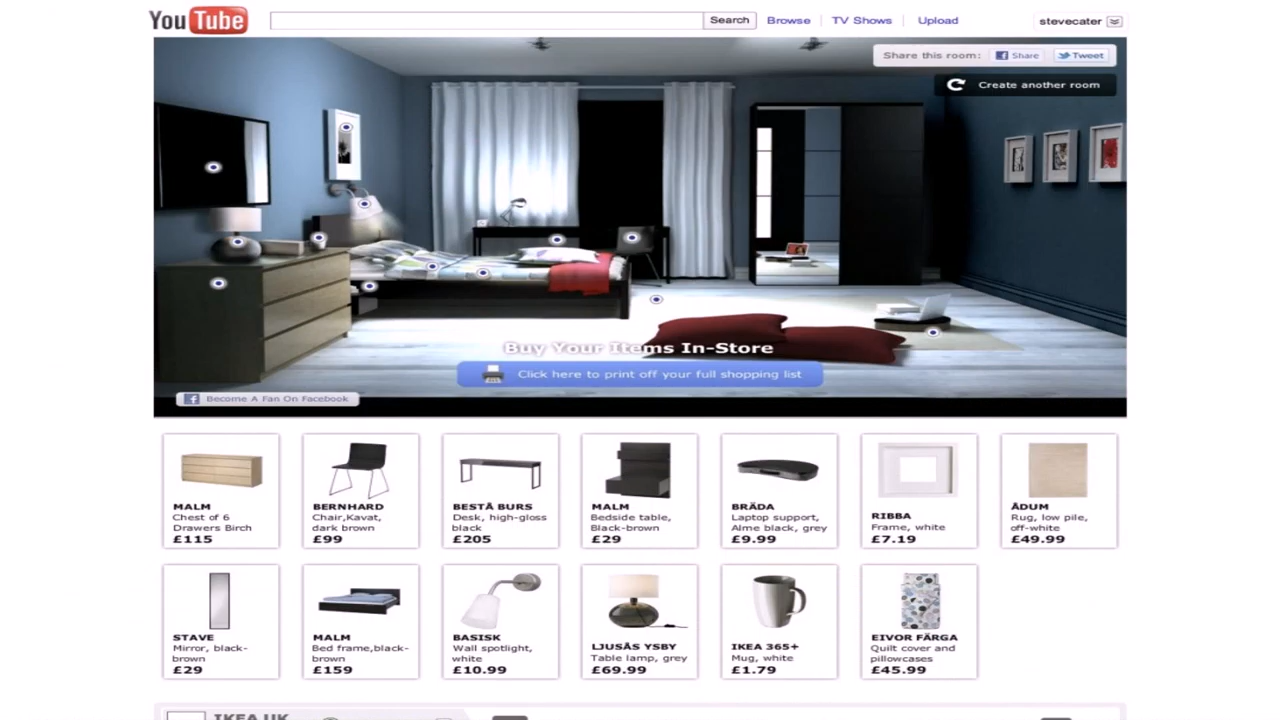 YouTube
Search
Browse
TV Shows
Upload
stevecater
Share this room:
Share
Tweet
Create another room
Buy Your Items In-Store
Click here to print off your full shopping list
Become A Fan On Facebook
MALM
Chest of 6
Drawers Birch
£115
BERNHARD
Chair,Kavat,
dark brown
£99
BESTÅ BURS
Desk, high-gloss
black
£205
MALM
Bedside table,
Black-brown
£29
BRÄDA
Laptop support,
Alme black, grey
£9.99
RIBBA
Frame, white
£7.19
ÅDUM
Rug, low pile,
off-white
£49.99
STAVE
Mirror, black-
brown
£29
MALM
Bed frame,black-
brown
£159
BASISK
Wall spotlight,
white
£10.99
LJUSÅS YSBY
Table lamp, grey
£69.99
IKEA 365+
Mug, white
£1.79
EIVOR FÄRGA
Quilt cover and
pillowcases
£45.99
IKEA UK